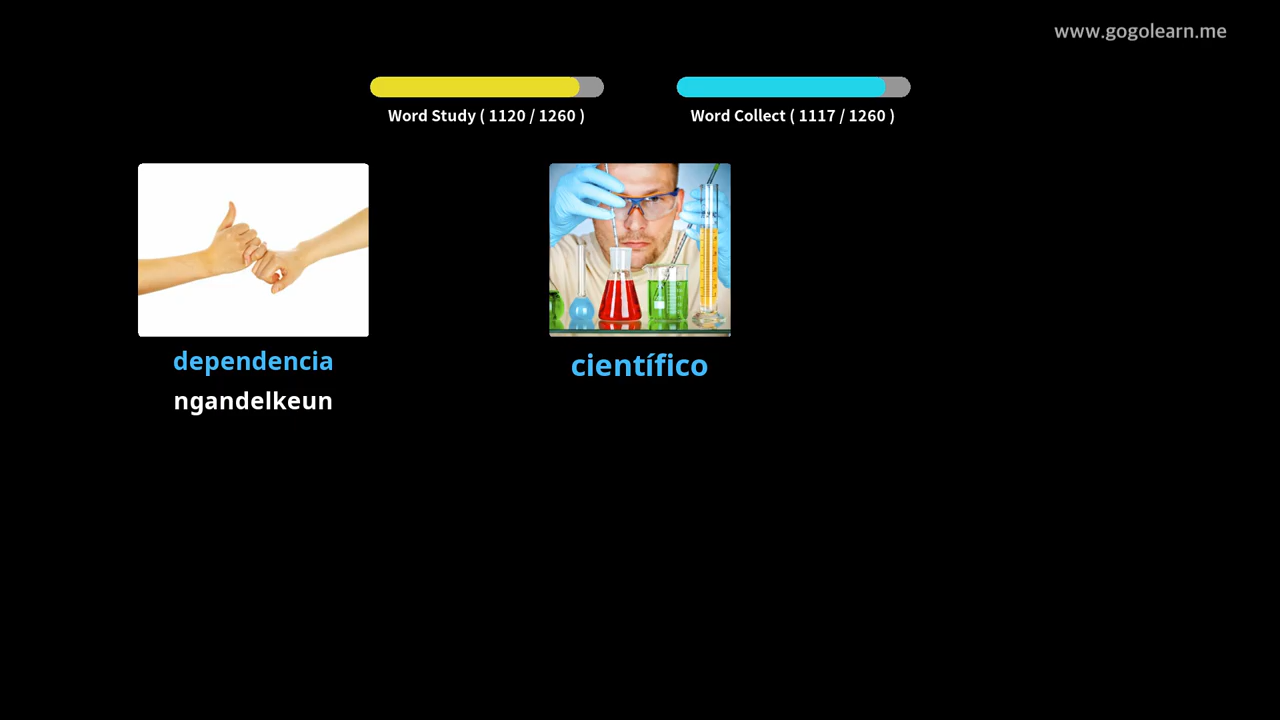 www.gogolearn.me
Word Study ( 1120 / 1260 )
Word Collect ( 1117 / 1260 )
dependencia
ngandelkeun
científico